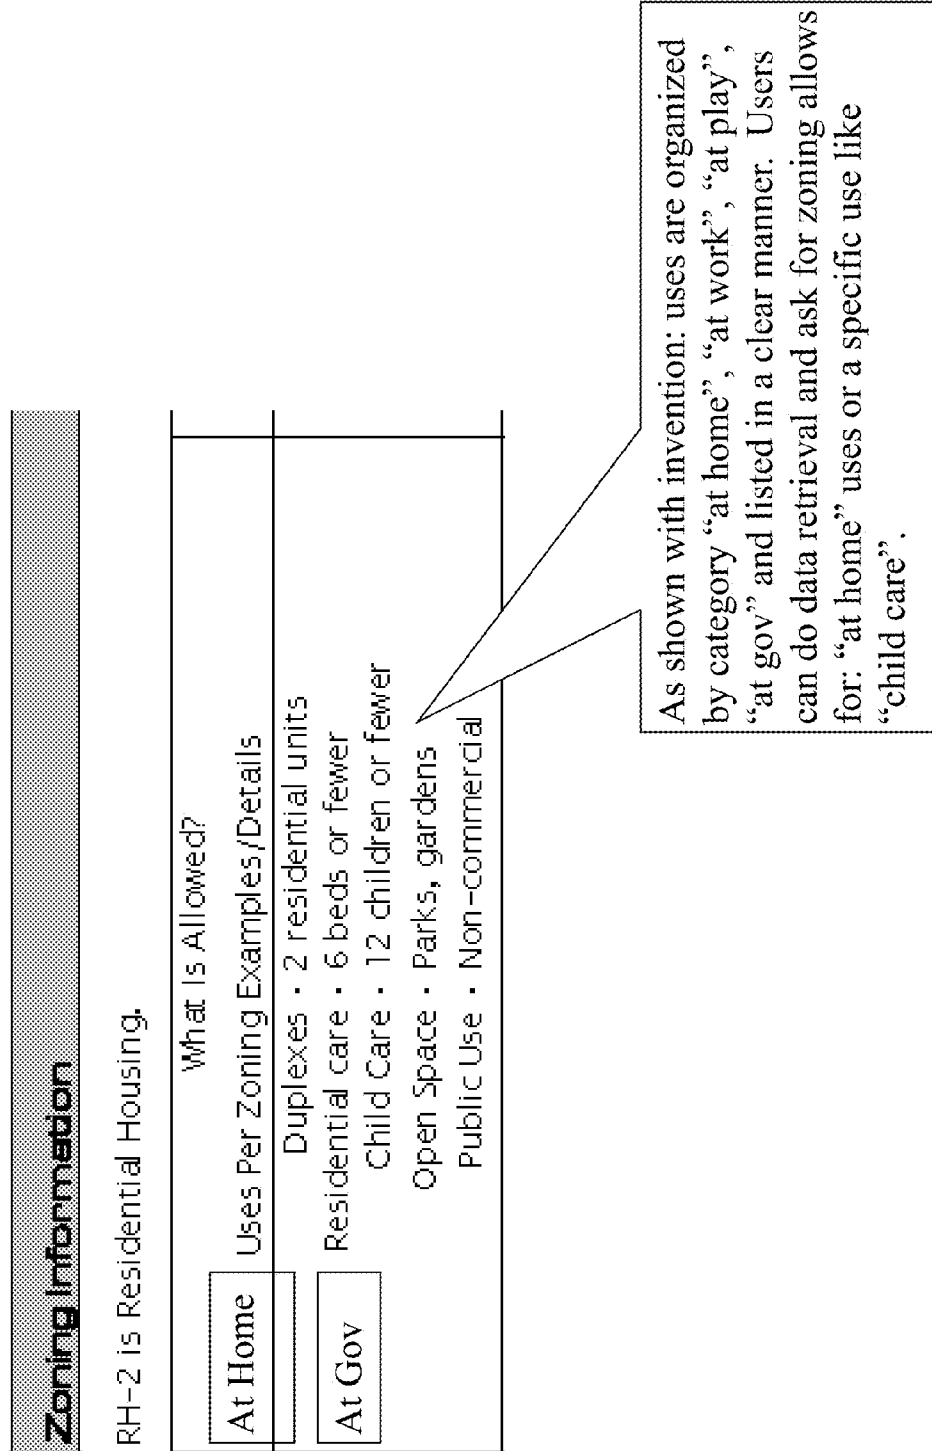 Zoning Information
RH-2 is Residential Housing.
What Is Allowed?
Uses Per Zoning Examples/Details
At Home
Duplexes · 2 residential units
Residential care · 6 beds or fewer
At Gov
Child Care · 12 children or fewer
Open Space · Parks, gardens
Public Use · Non-commercial
As shown with invention: uses are organized
by category “at home”, “at work”, “at play”,
“at gov” and listed in a clear manner. Users
can do data retrieval and ask for zoning allows
for: “at home” uses or a specific use like
“child care”.